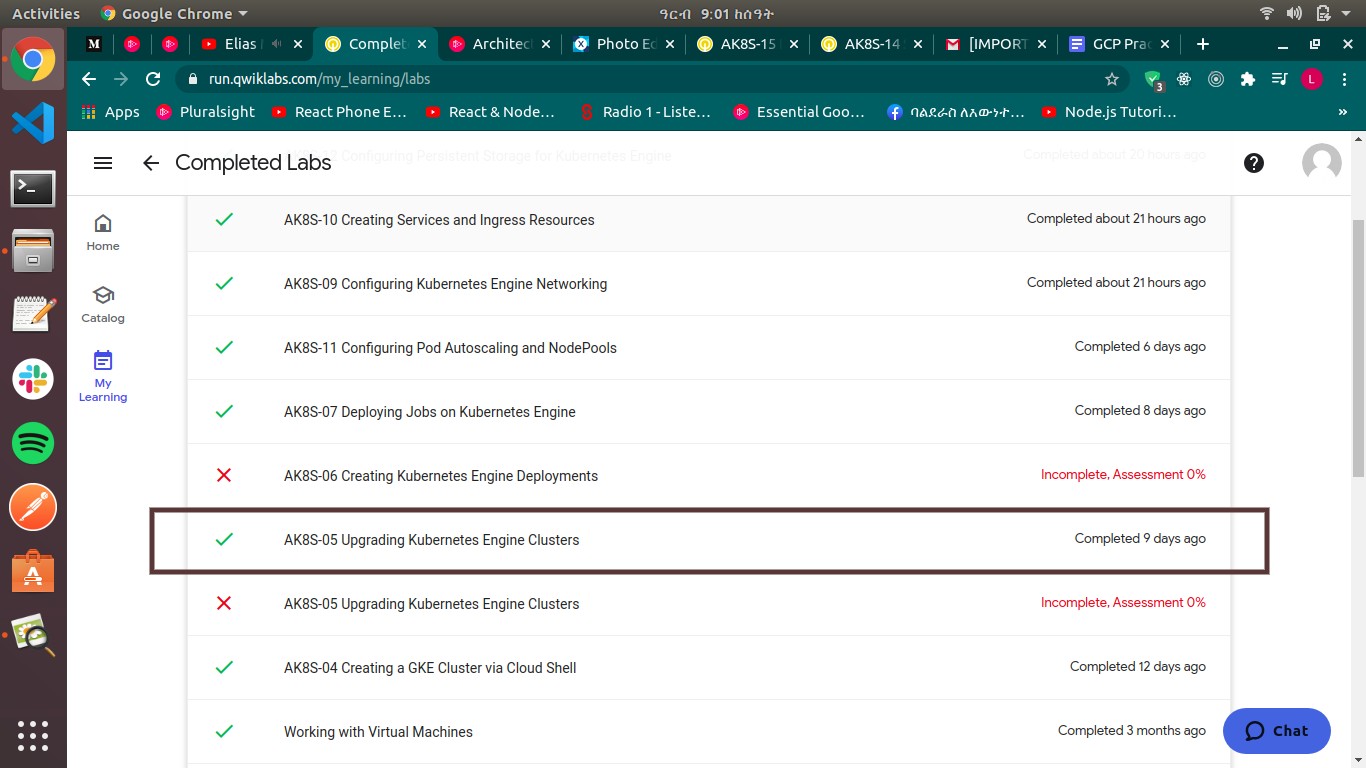 Activities Google Chrome ዓርብ 9:01 ከሰዓት
Elias Complet Architec Photo Ec AK8S-15 AK8S-14 [IMPORT GCP Prac
run.qwiklabs.com/my_learning/labs 3 L
Apps Pluralsight React Phone E... React & Node... Radio 1 - Liste... Essential Goo... ባልደራስ ለእውነተ... Node.js Tutori... »
Configuring Persistent Storage for Kubernetes Engine Completed about 20 hours ago
Completed Labs
AK8S-10 Creating Services and Ingress Resources Completed about 21 hours ago
Home
AK8S-09 Configuring Kubernetes Engine Networking Completed about 21 hours ago
Catalog
AK8S-11 Configuring Pod Autoscaling and NodePools Completed 6 days ago
My
Learning
AK8S-07 Deploying Jobs on Kubernetes Engine Completed 8 days ago
AK8S-06 Creating Kubernetes Engine Deployments Incomplete, Assessment 0%
AK8S-05 Upgrading Kubernetes Engine Clusters Completed 9 days ago
AK8S-05 Upgrading Kubernetes Engine Clusters Incomplete, Assessment 0%
AK8S-04 Creating a GKE Cluster via Cloud Shell Completed 12 days ago
Working with Virtual Machines Completed 3 months ago
Chat